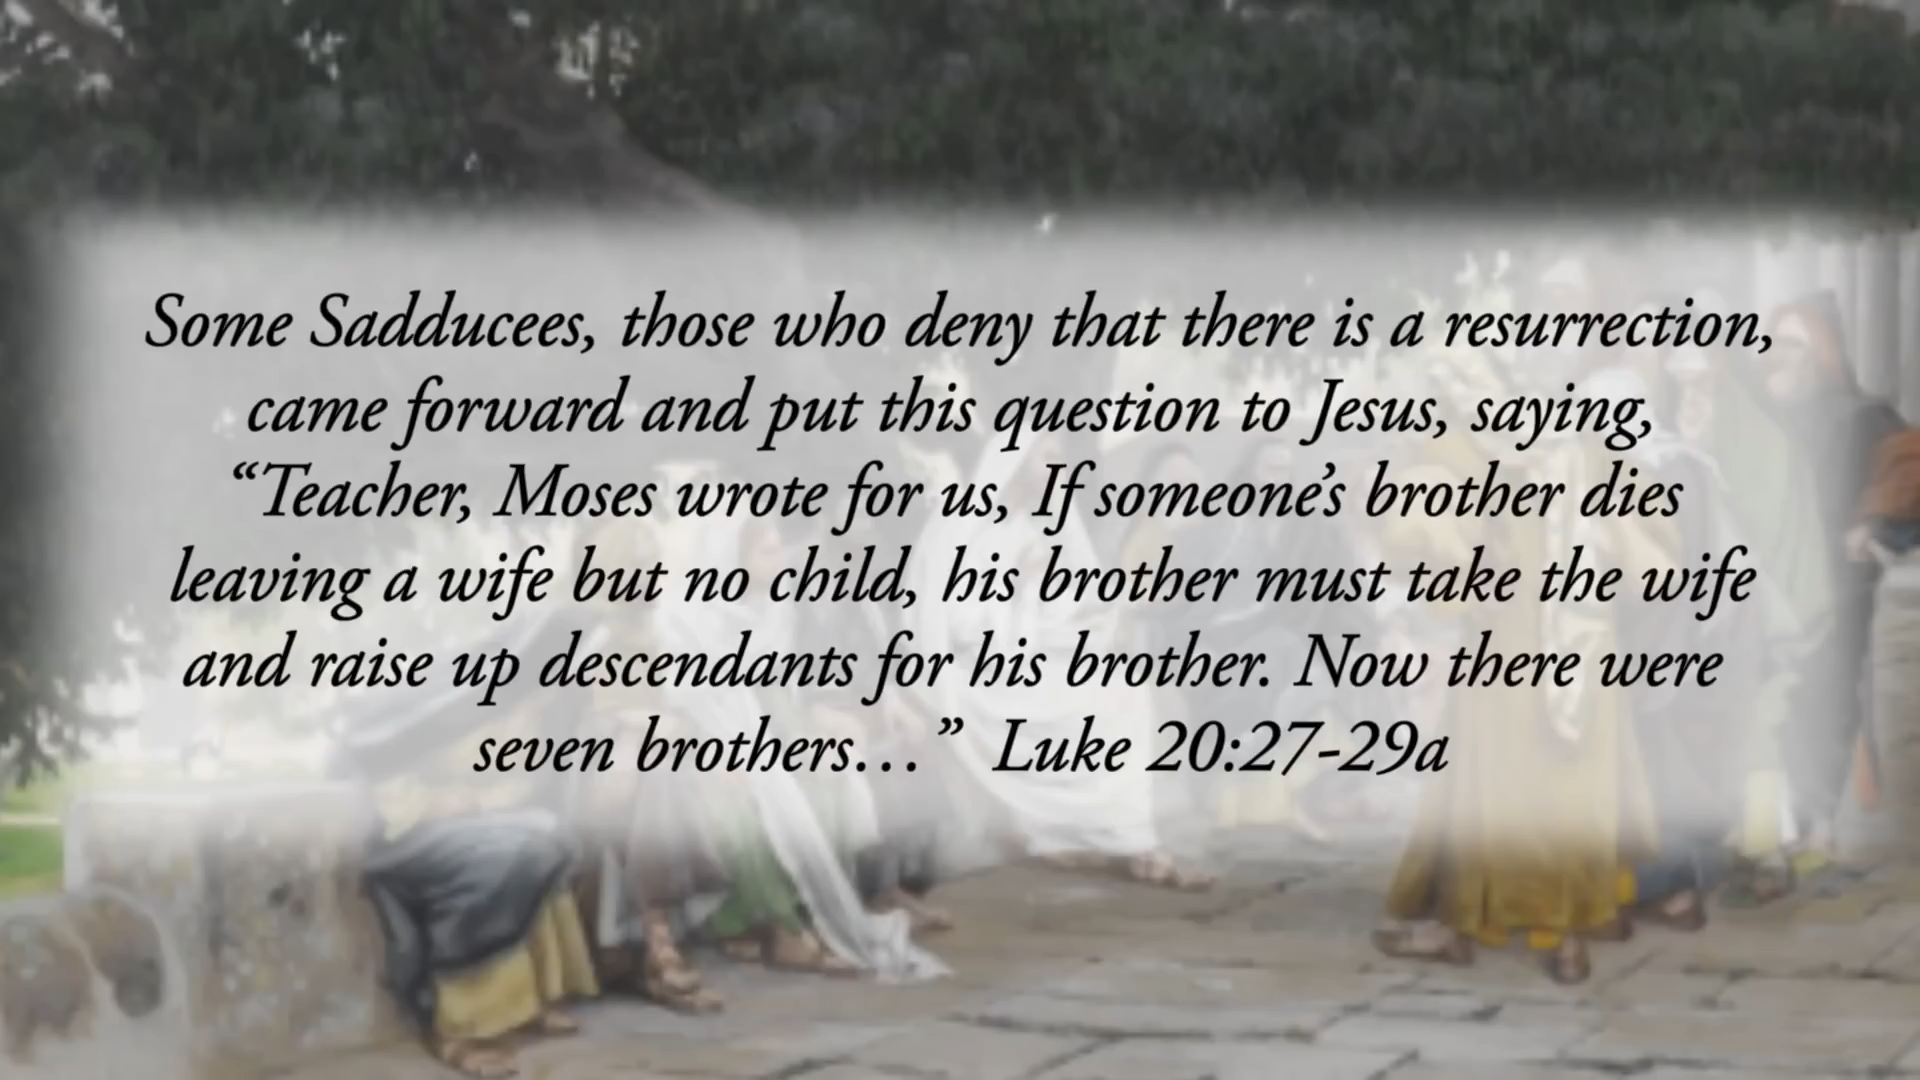 Some Sadducees, those who deny that there is a resurrection,
came forward and put this question to Jesus, saying,
“Teacher, Moses wrote for us, If someone’s brother dies
leaving a wife but no child, his brother must take the wife
and raise up descendants for his brother. Now there were
seven brothers…” Luke 20:27-29a